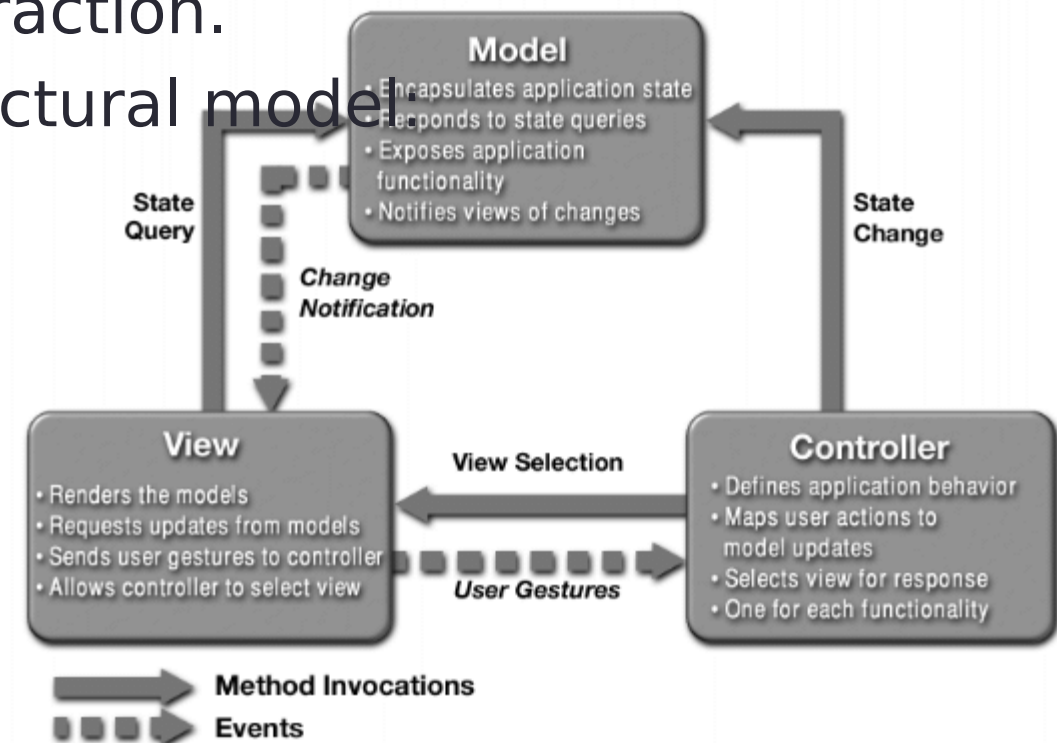 raction.
ctural model:
Model
• Encapsulates application state
• Responds to state queries
• Exposes application
functionality
• Notifies views of changes
State
Query
Change
Notification
State
Change
View
• Renders the models
• Requests updates from models
• Sends user gestures to controller
• Allows controller to select view
View Selection
User Gestures
Controller
• Defines application behavior
• Maps user actions to
model updates
• Selects view for response
• One for each functionality
Method Invocations
Events